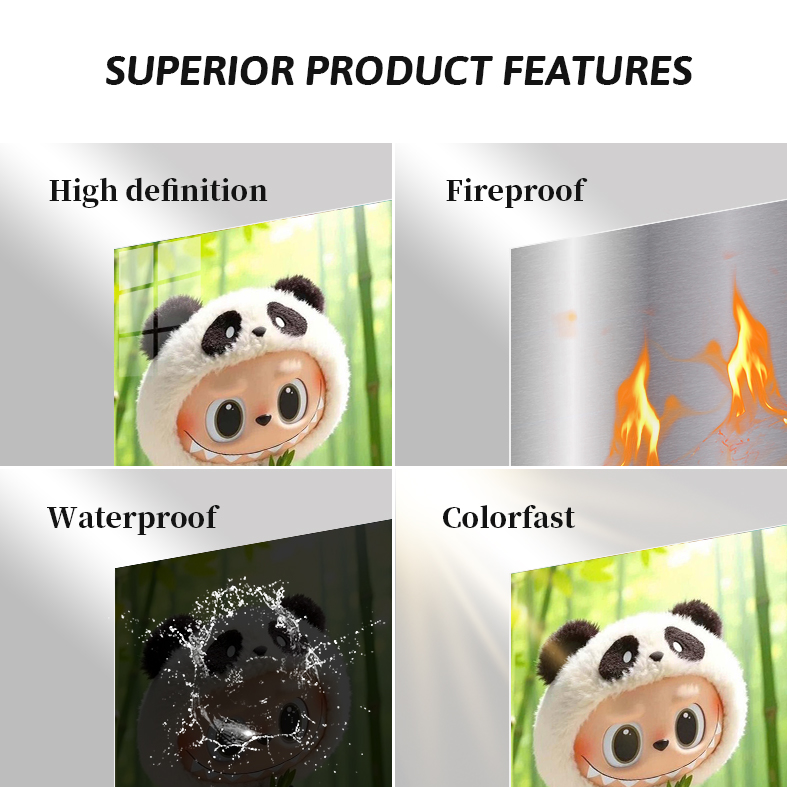 SUPERIOR PRODUCT FEATURES
High definition
Fireproof
Waterproof
Colorfast